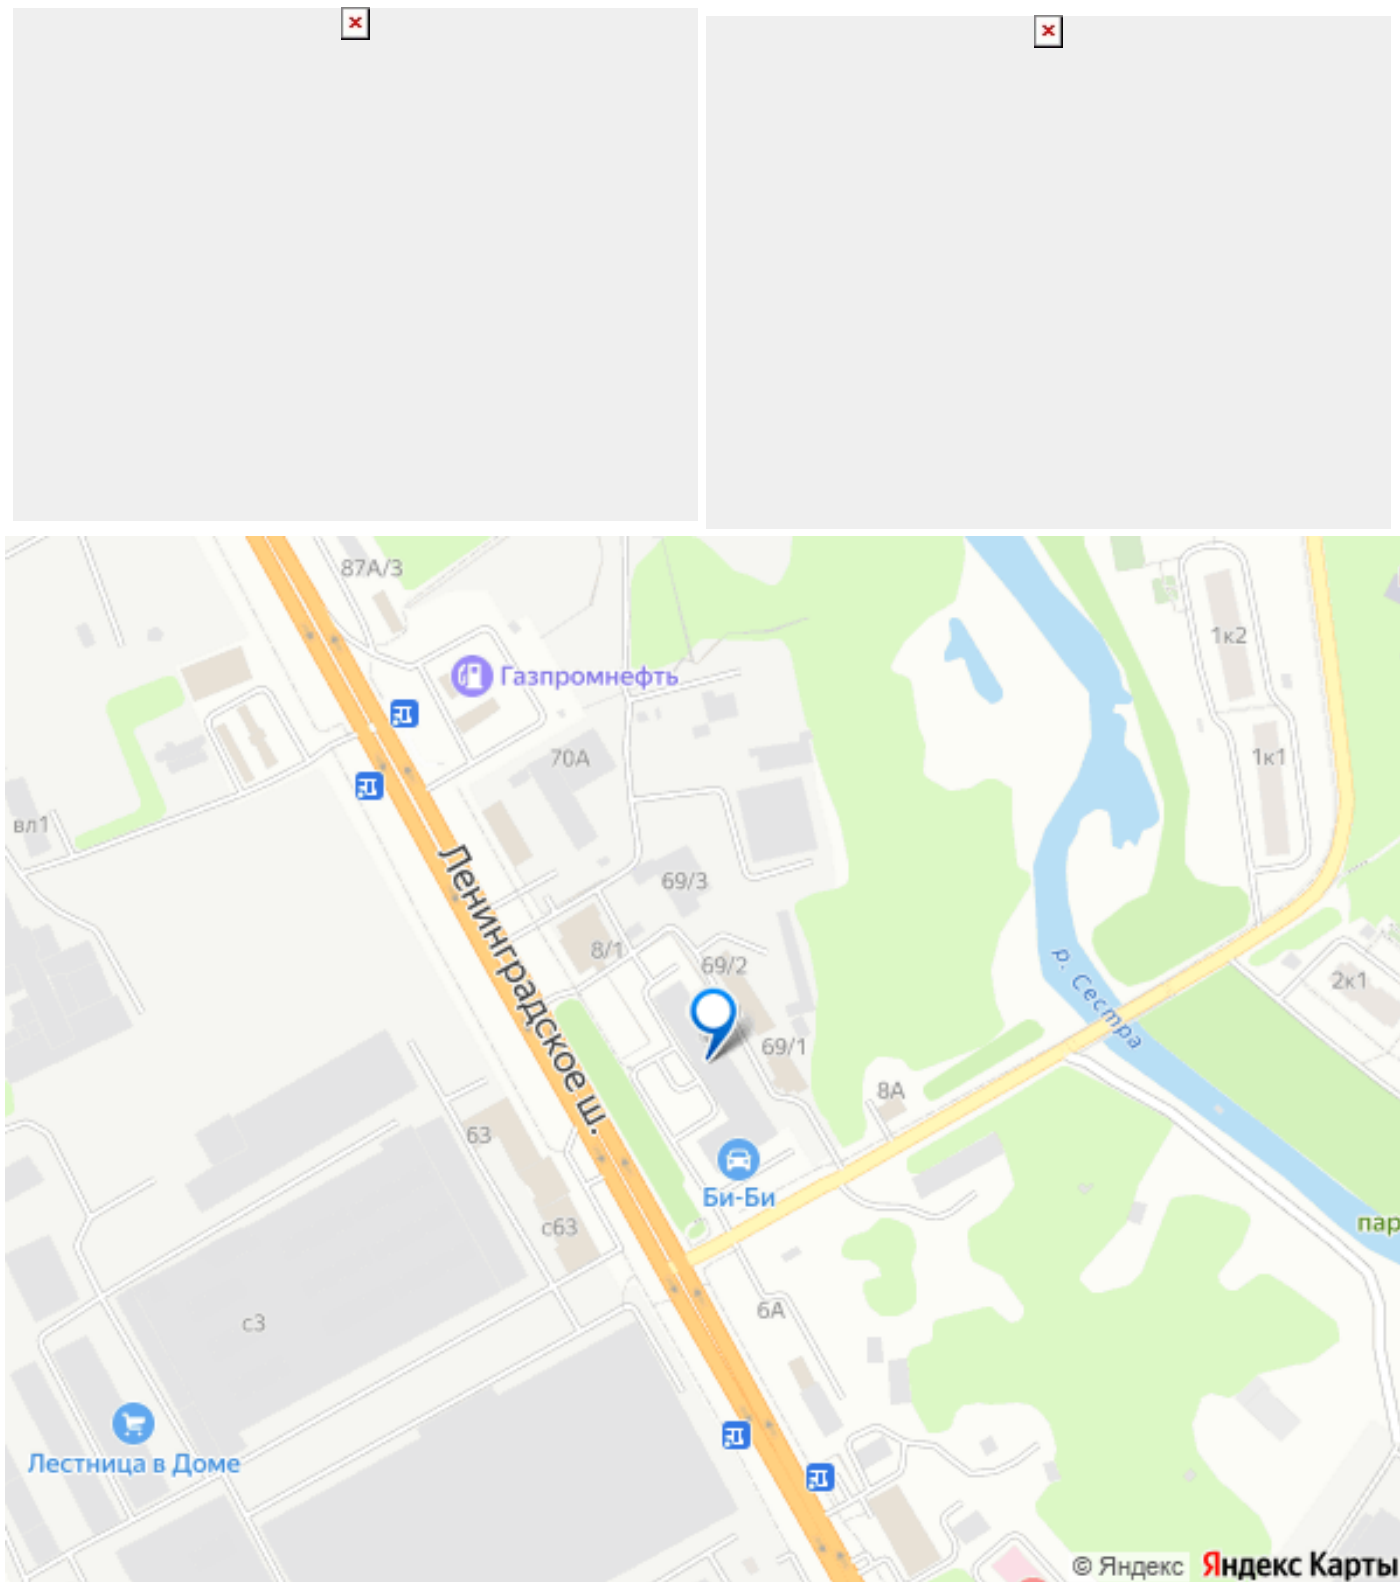 87А/3
1к2
Газпромнефть
70А
1к1
вл1
Ленинградское ш.
69/3
8/1
69/2
р. Сестра
2к1
69/1
8А
63
Би-Би
с63
пар
6А
с3
Лестница в Доме
© Яндекс Яндекс Карты